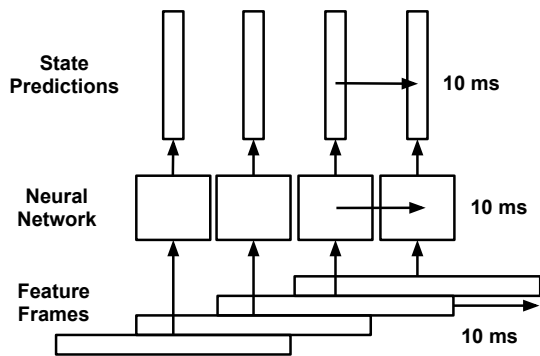 State
Predictions
10 ms
Neural
Network
10 ms
Feature
Frames
10 ms